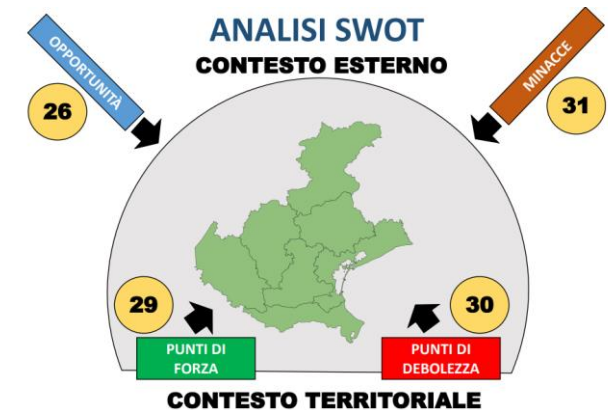 ANALISI SWOT
CONTESTO ESTERNO
OPPORTUNITÀ
MINACCE
26
31
29
30
PUNTI DI
FORZA
PUNTI DI
DEBOLEZZA
CONTESTO TERRITORIALE